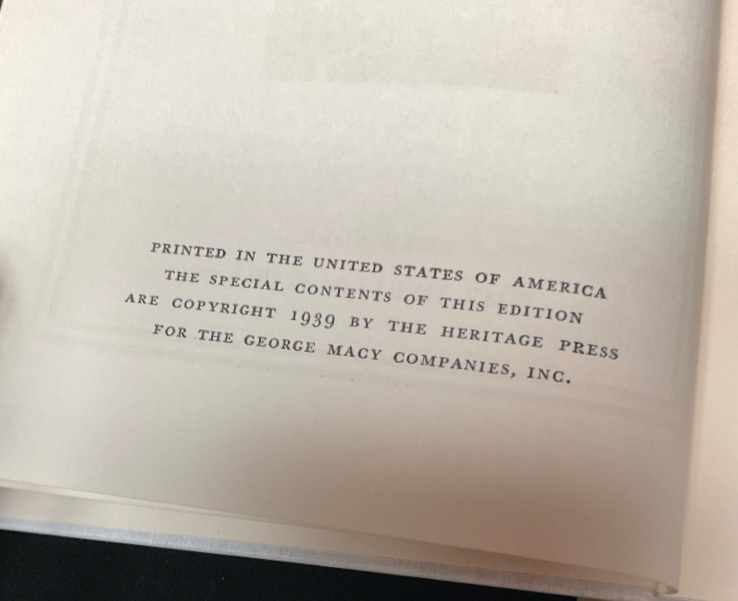 PRINTED IN THE UNITED STATES OF AMERICA
THE SPECIAL CONTENTS OF THIS EDITION
ARE COPYRIGHT 1939 BY THE HERITAGE PRESS
FOR THE GEORGE MACY COMPANIES, INC.